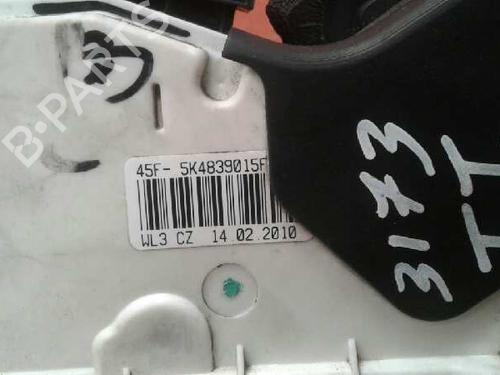 B-PARTS
45F- 5K4839015F
WL3 CZ 14.02.2010
3173
TT